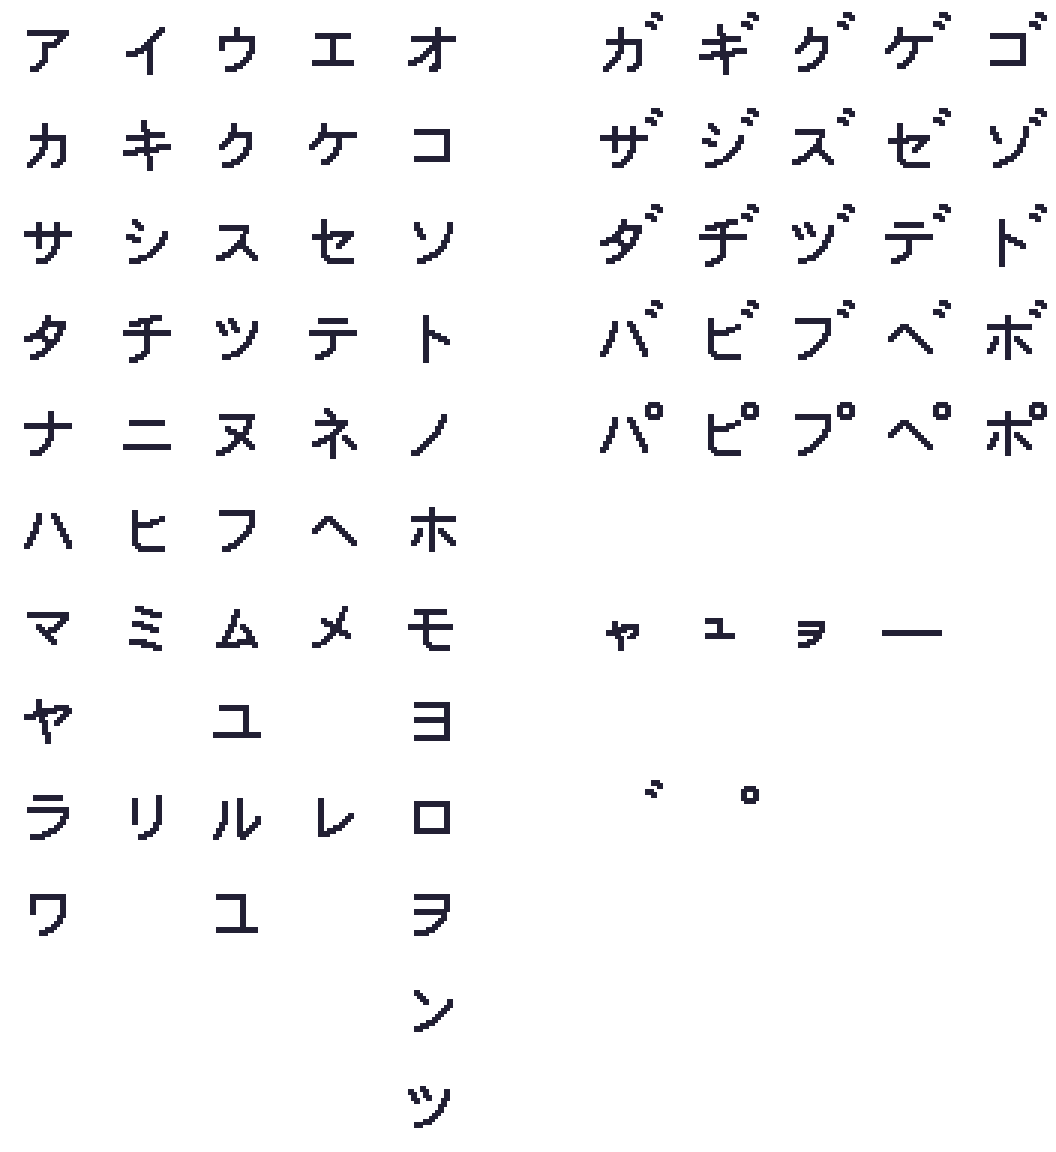 ア イ ウ エ オ ガ ギ グ ゲ ゴ
カ キ ク ケ コ ザ ジ ズ ゼ ゾ
サ シ ス セ ソ ダ ヂ ヅ デ ド
タ チ ツ テ ト バ ビ ブ ベ ボ
ナ ニ ヌ ネ ノ パ ピ プ ペ ポ
ハ ヒ フ ヘ ホ
マ ミ ム メ モ ャ ュ ヲ ー
ヤ ユ ヨ
ラ リ ル レ ロ ゛ ゜
ワ ユ ヲ
ン
ツ